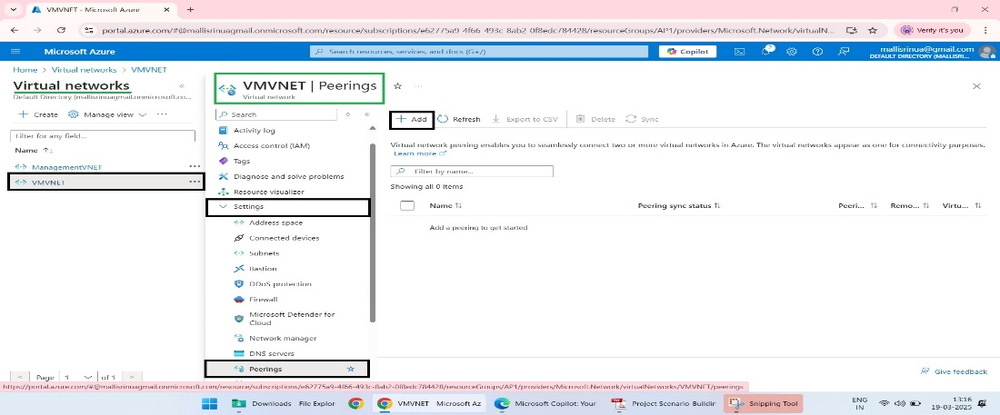 VMVNET - Microsoft Azure
portal.azure.com/#@mallisrinuagmail.onmicrosoft.com/resource/subscriptions/e62775a9-4f66-493c-8ab2-0f8edc784428/resourceGroups/AP1/providers/Microsoft.Network/virtualN...
Verify it's you
Microsoft Azure
Search resources, services, and docs (G+/)
Copilot
mallisrinua@gmail.com
DEFAULT DIRECTORY (MALLISRI...
Home > Virtual networks > VMVNET
Virtual networks
Default Directory (mallisrinuagmail.onmicrosoft.co...
Create
Manage view
Filter for any field...
Name
ManagementVNET
VMVNET
Page 1 of 1
VMVNET | Peerings
Virtual network
Search
Activity log
Access control (IAM)
Tags
Diagnose and solve problems
Resource visualizer
Settings
Address space
Connected devices
Subnets
Bastion
DDoS protection
Firewall
Microsoft Defender for
Cloud
Network manager
DNS servers
Peerings
Add
Refresh
Export to CSV
Delete
Sync
Virtual network peering enables you to seamlessly connect two or more virtual networks in Azure. The virtual networks appear as one for connectivity purposes.
Learn more
Filter by name...
Showing all 0 items
Name
Peering sync status
Peeri...
Remo...
Virtu...
Add a peering to get started
Give feedback
https://portal.azure.com/#@mallisrinuagmail.onmicrosoft.com/resource/subscriptions/e62775a9-4f66-493c-8ab2-0f8edc784428/resourceGroups/AP1/providers/Microsoft.Network/virtualNetworks/VMVNET/peerings
Downloads File Explor
VMVNET Microsoft Az
Microsoft Copilot: Your
Project Scenario Buildir
Snipping Tool
ENG
IN
13:16
19-03-2025